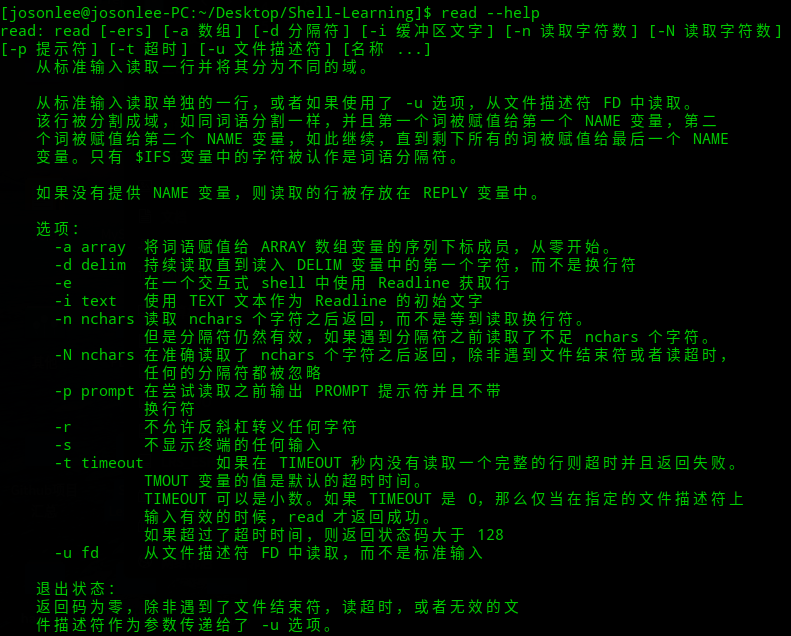 [josonlee@josonlee-PC:~/Desktop/Shell-Learning]$ read --help
read: read [-ers] [-a 数组] [-d 分隔符] [-i 缓冲区文字] [-n 读取字符数] [-N 读取字符数]
[-p 提示符] [-t 超时] [-u 文件描述符] [名称 ...]
从标准输入读取一行并将其分为不同的域。
从标准输入读取单独的一行，或者如果使用了 -u 选项，从文件描述符 FD 中读取。
该行被分割成域，如同词语分割一样，并且第一个词被赋值给第一个 NAME 变量，第二
个词被赋值给第二个 NAME 变量，如此继续，直到剩下所有的词被赋值给最后一个 NAME
变量。只有 $IFS 变量中的字符被认作是词语分隔符。
如果没有提供 NAME 变量，则读取的行被存放在 REPLY 变量中。
选项：
-a array 将词语赋值给 ARRAY 数组变量的序列下标成员，从零开始。
-d delim 持续读取直到读入 DELIM 变量中的第一个字符，而不是换行符
-e 在一个交互式 shell 中使用 Readline 获取行
-i text 使用 TEXT 文本作为 Readline 的初始文字
-n nchars 读取 nchars 个字符之后返回，而不是等到读取换行符。
但是分隔符仍然有效，如果遇到分隔符之前读取了不足 nchars 个字符。
-N nchars 在准确读取了 nchars 个字符之后返回，除非遇到文件结束符或者读超时，
任何的分隔符都被忽略
-p prompt 在尝试读取之前输出 PROMPT 提示符并且不带
换行符
-r 不允许反斜杠转义任何字符
-s 不显示终端的任何输入
-t timeout 如果在 TIMEOUT 秒内没有读取一个完整的行则超时并且返回失败。
TMOUT 变量的值是默认的超时时间。
TIMEOUT 可以是小数。如果 TIMEOUT 是 0，那么仅当在指定的文件描述符上
输入有效的时候，read 才返回成功。
如果超过了超时时间，则返回状态码大于 128
-u fd 从文件描述符 FD 中读取，而不是标准输入
退出状态：
返回码为零，除非遇到了文件结束符，读超时，或者无效的文
件描述符作为参数传递给了 -u 选项。